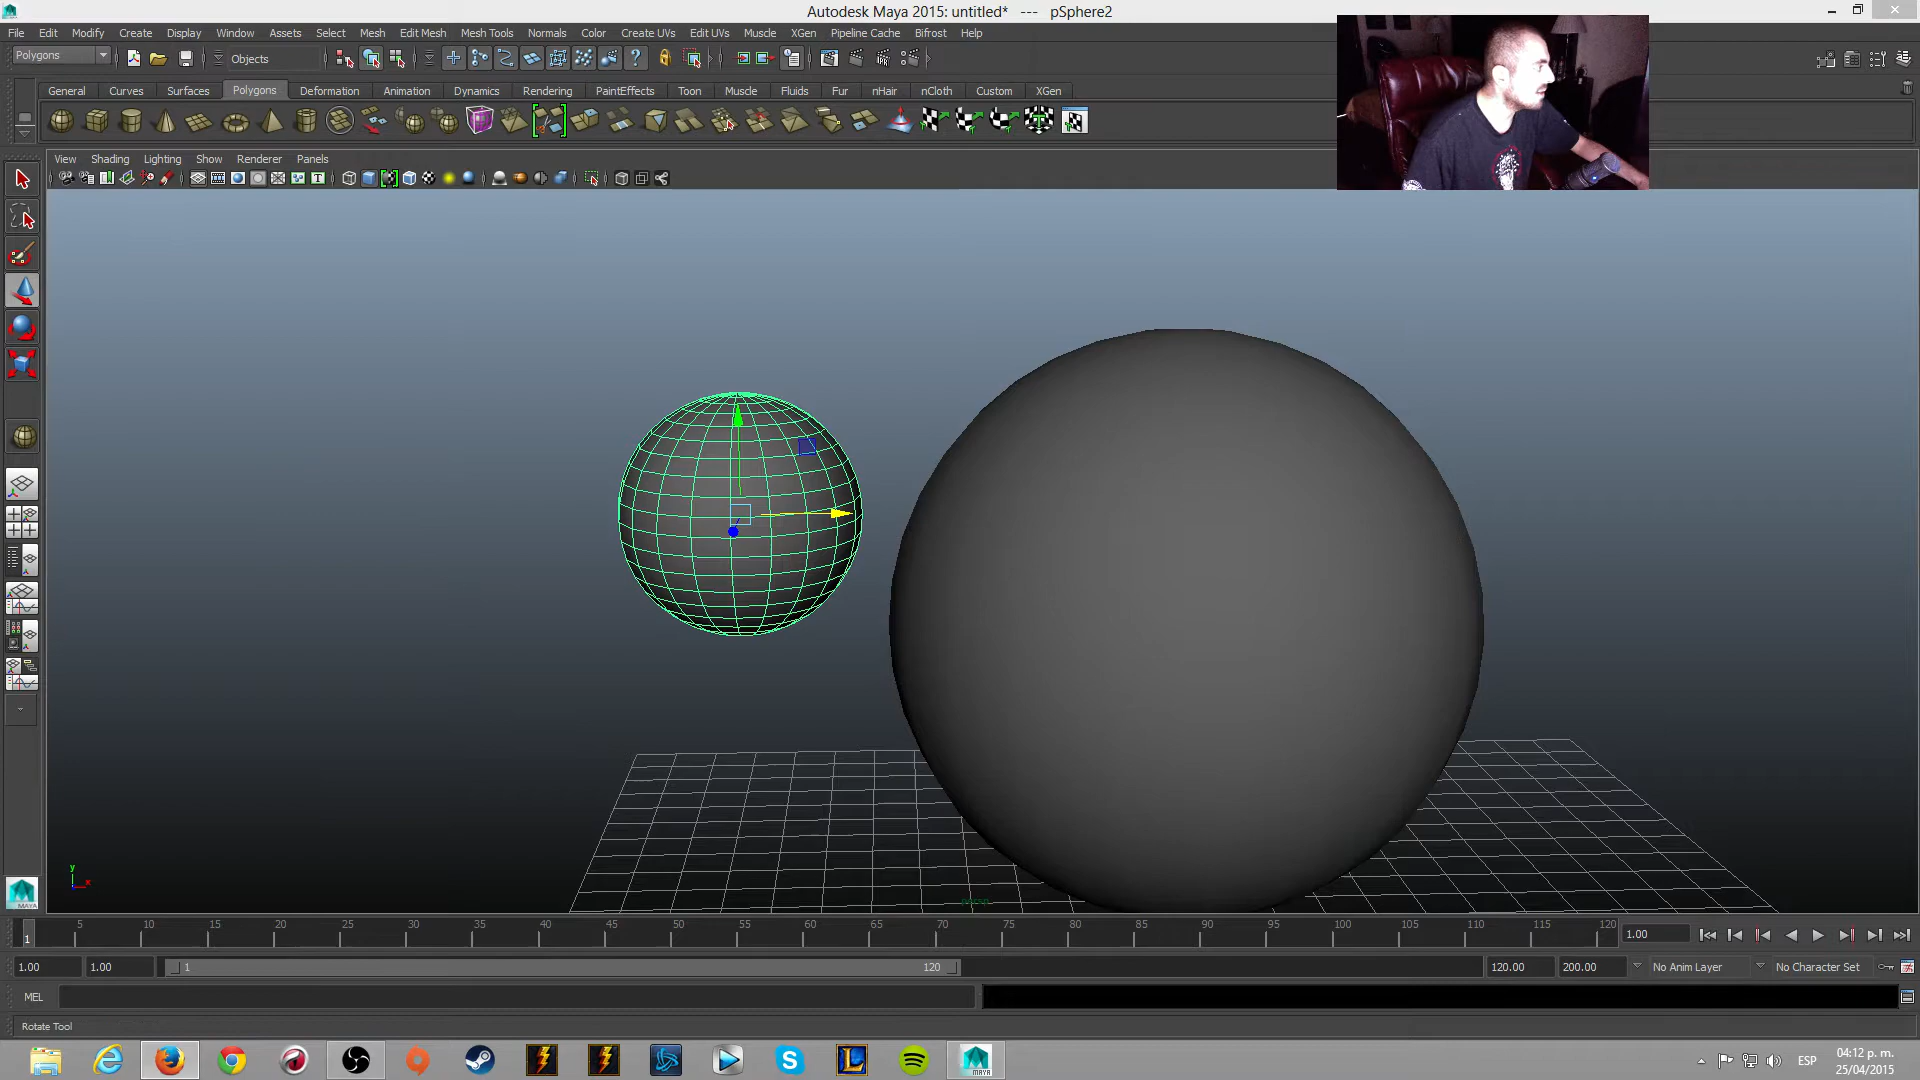 Autodesk Maya 2015: untitled*   ---   pSphere2
File Edit Modify Create Display Window Assets Select Mesh Edit Mesh Mesh Tools Normals Color Create UVs Edit UVs Muscle XGen Pipeline Cache Bifrost Help
Polygons Objects
General Curves Surfaces Polygons Deformation Animation Dynamics Rendering PaintEffects Toon Muscle Fluids Fur nHair nCloth Custom XGen
View Shading Lighting Show Renderer Panels
y
x
persp
5 10 15 20 25 30 35 40 45 50 55 60 65 70 75 80 85 90 95 100 105 110 115 120
1 1.00
1.00 1.00 1 120 120.00 200.00 No Anim Layer No Character Set
MEL
Rotate Tool
MAYA
ESP 04:12 p. m.
25/04/2015